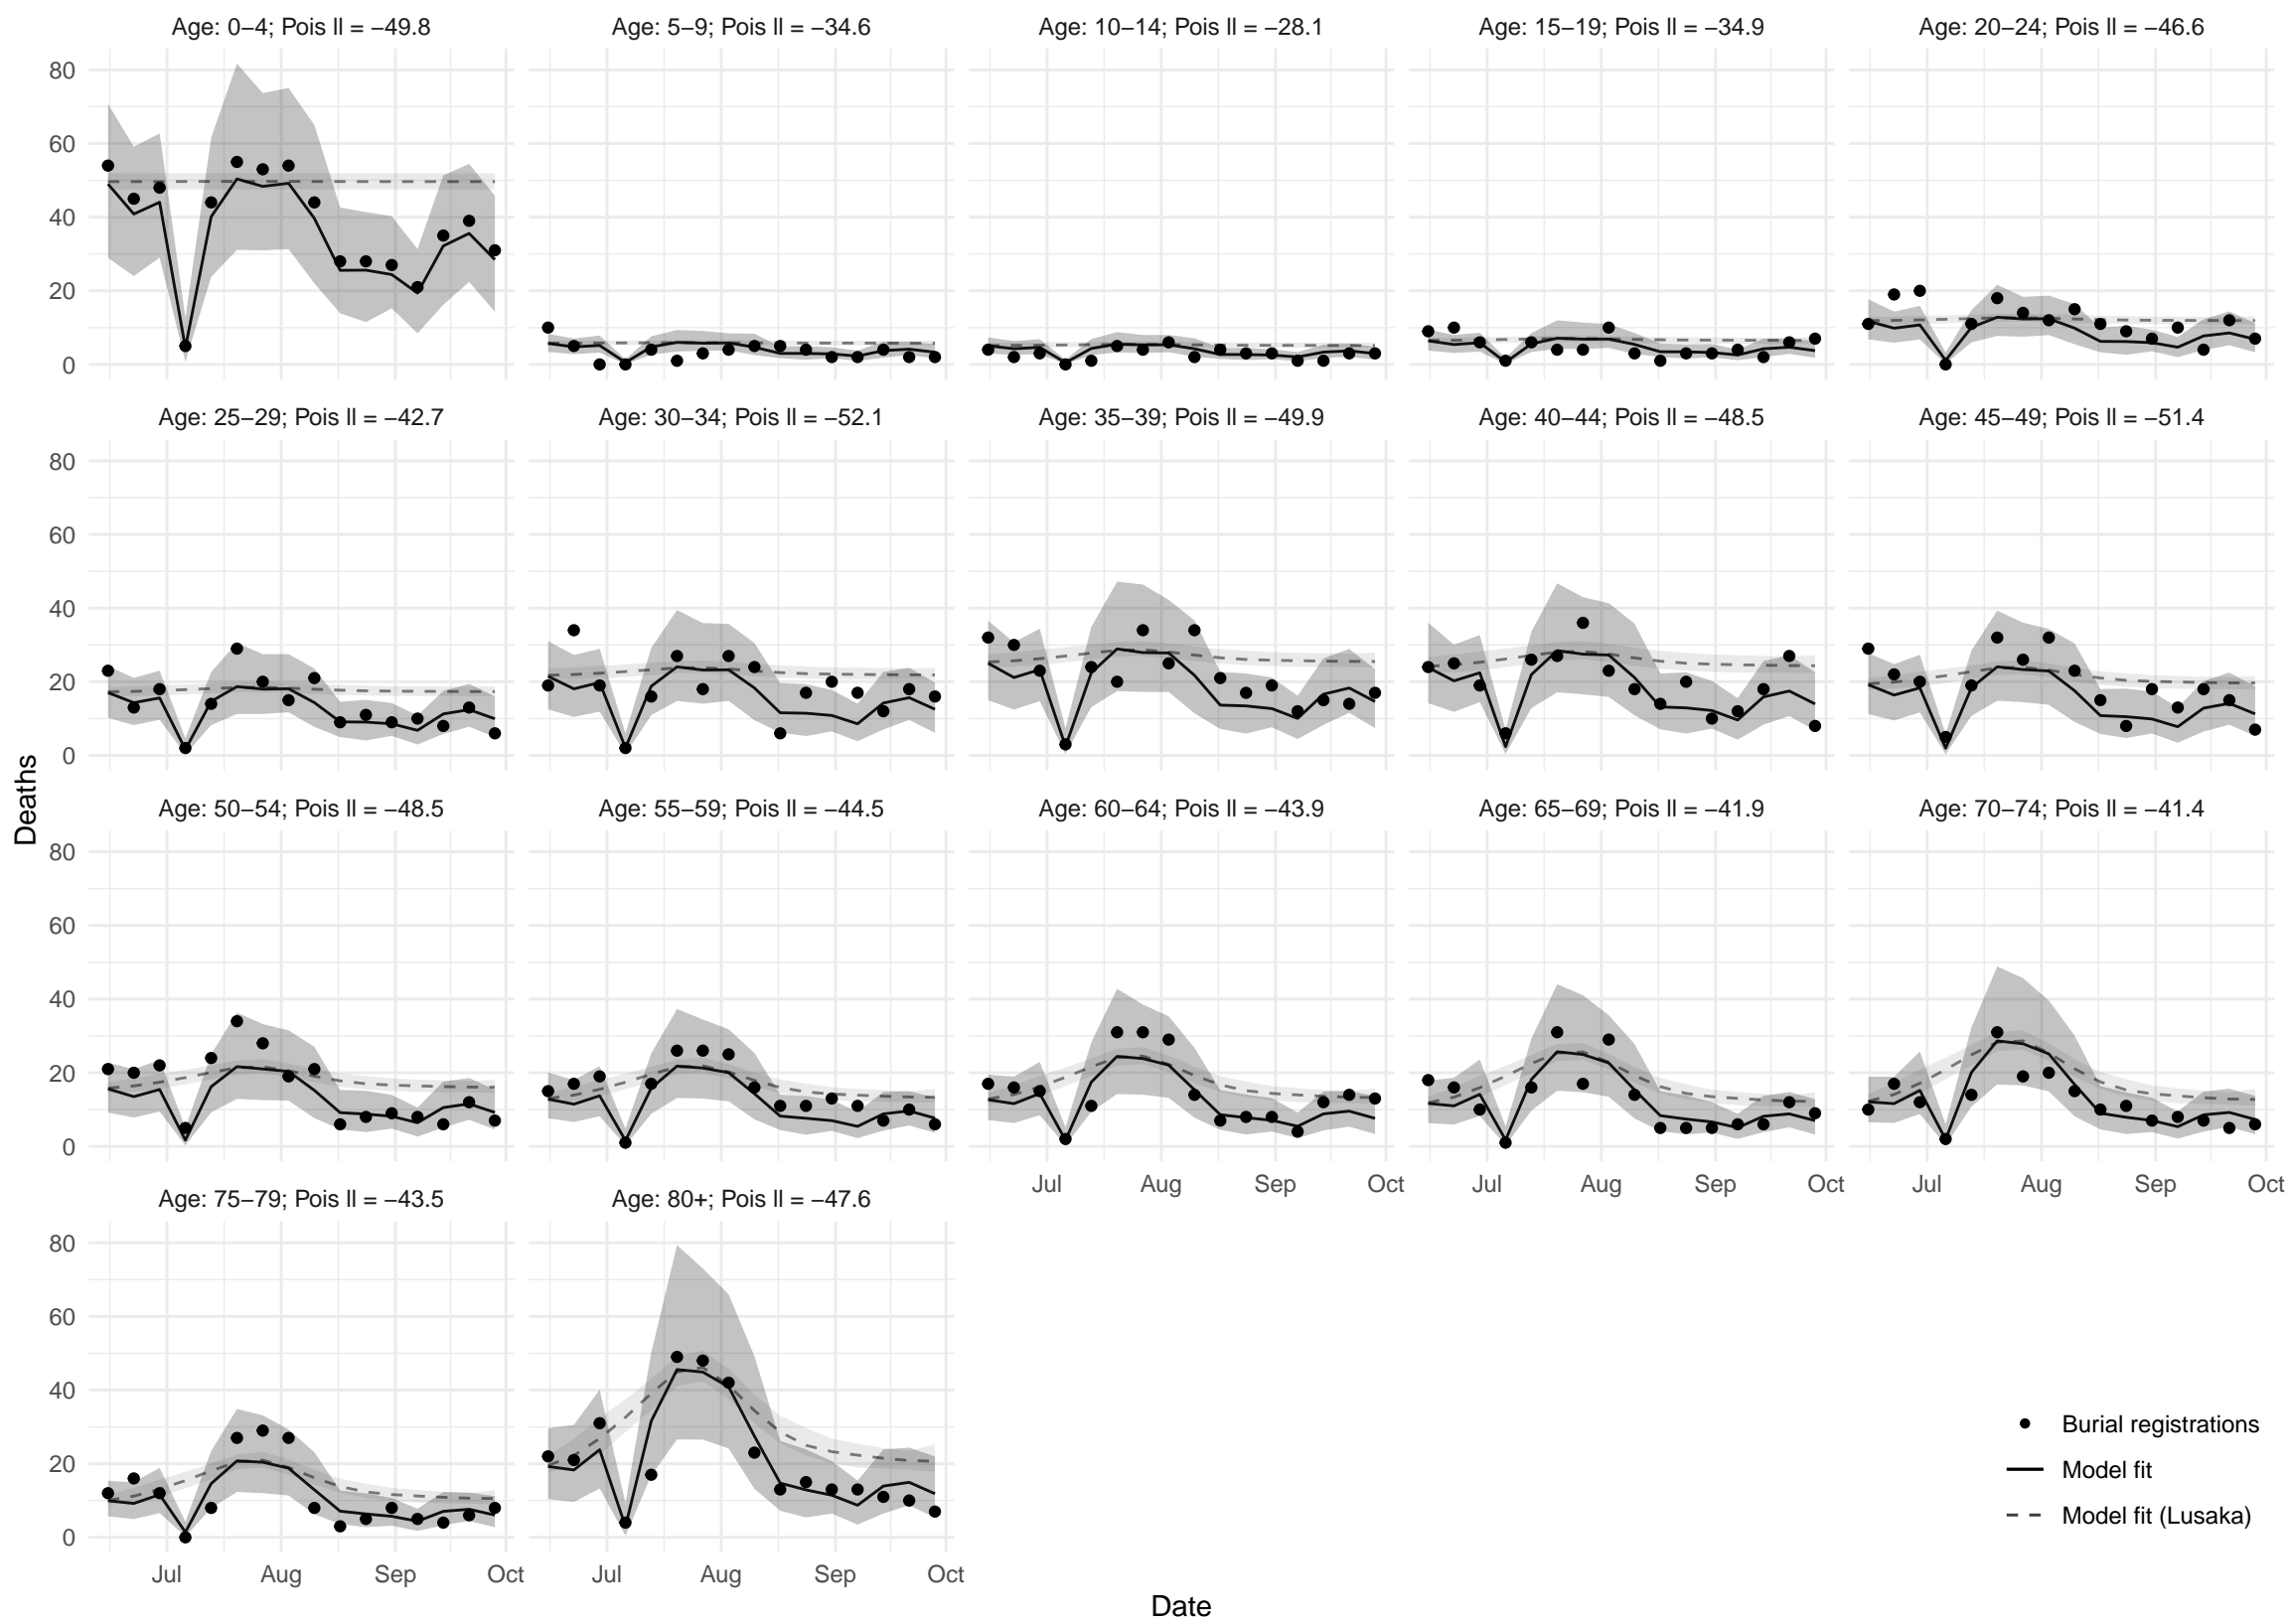 Age: 0−4; Pois ll = −49.8
Age: 5−9; Pois ll = −34.6
Age: 10−14; Pois ll = −28.1
Age: 15−19; Pois ll = −34.9
Age: 20−24; Pois ll = −46.6
80
60
40
20
0
Age: 25−29; Pois ll = −42.7
Age: 30−34; Pois ll = −52.1
Age: 35−39; Pois ll = −49.9
Age: 40−44; Pois ll = −48.5
Age: 45−49; Pois ll = −51.4
80
60
40
20
0
Deaths
Age: 50−54; Pois ll = −48.5
Age: 55−59; Pois ll = −44.5
Age: 60−64; Pois ll = −43.9
Age: 65−69; Pois ll = −41.9
Age: 70−74; Pois ll = −41.4
80
60
40
20
0
Jul Aug Sep Oct
Jul Aug Sep Oct
Jul Aug Sep Oct
Age: 75−79; Pois ll = −43.5
Age: 80+; Pois ll = −47.6
80
60
40
20
0
Jul Aug Sep Oct
Jul Aug Sep Oct
Burial registrations
Model fit
Model fit (Lusaka)
Date